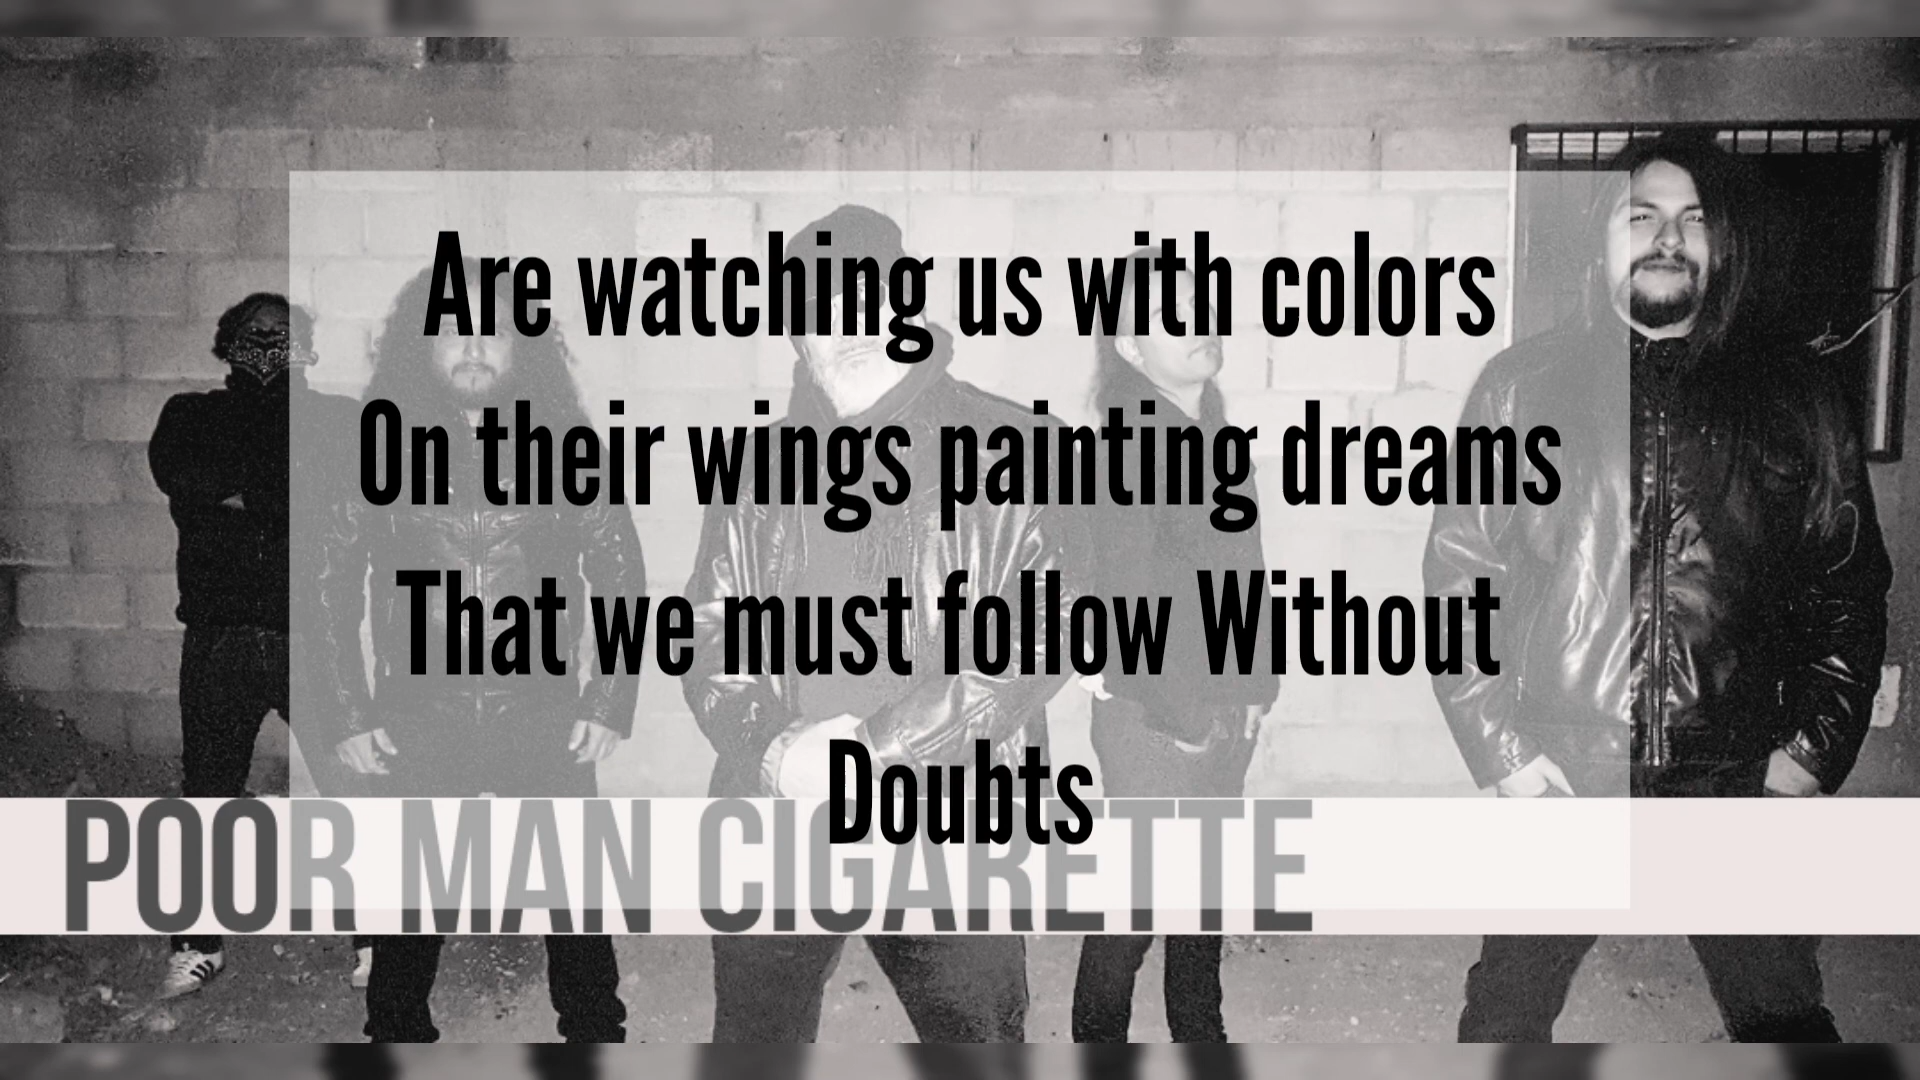 Are watching us with colors
On their wings painting dreams
That we must follow Without
Doubts
POOR MAN CIGARETTE